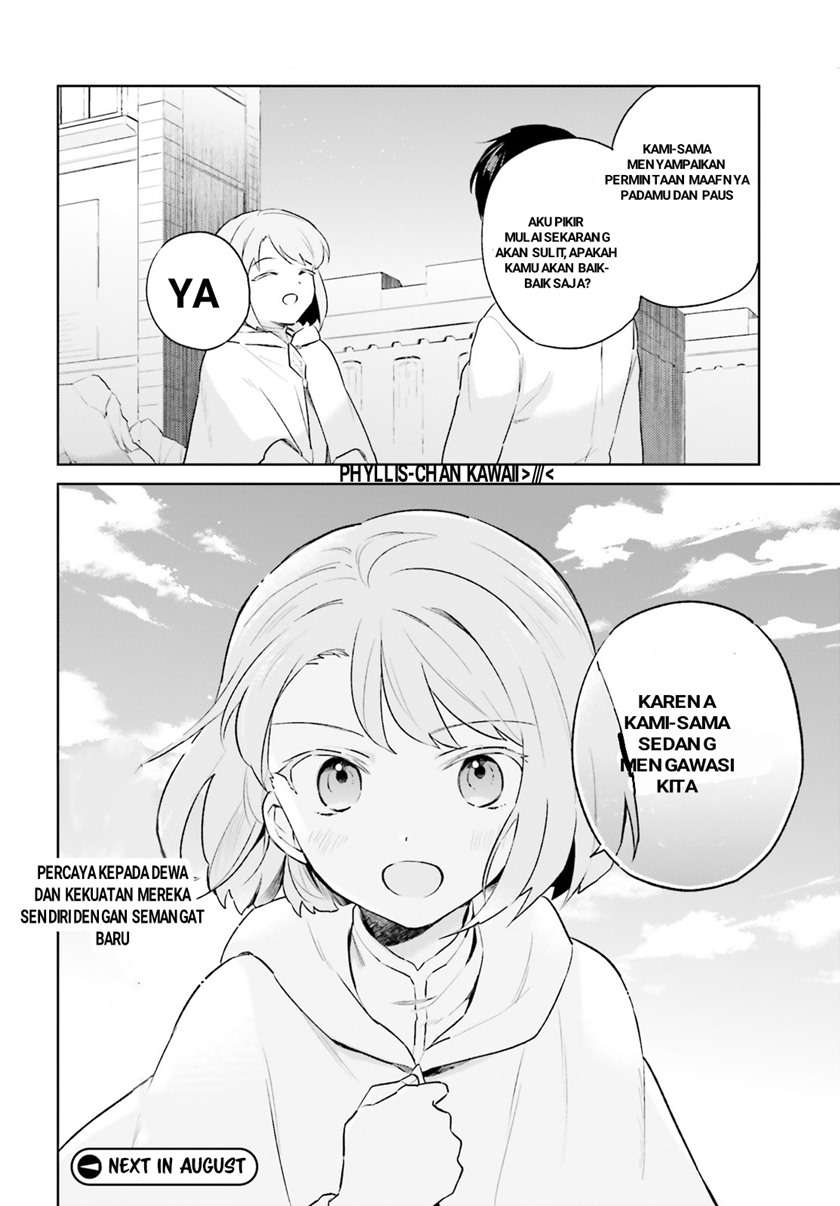 KAMI-SAMA
MENYAMPAIKAN
PERMINTAAN MAAFNYA
PADAMU DAN PAUS
AKU PIKIR
MULAI SEKARANG
AKAN SULIT, APAKAH
KAMU AKAN BAIK-
BAIK SAJA?
YA
PHYLLIS-CHAN KAWAII >///<
KARENA
KAMI-SAMA
SEDANG
MENGAWASI
KITA
PERCAYA KEPADA DEWA
DAN KEKUATAN MEREKA
SENDIRI DENGAN SEMANGAT
BARU
NEXT IN AUGUST